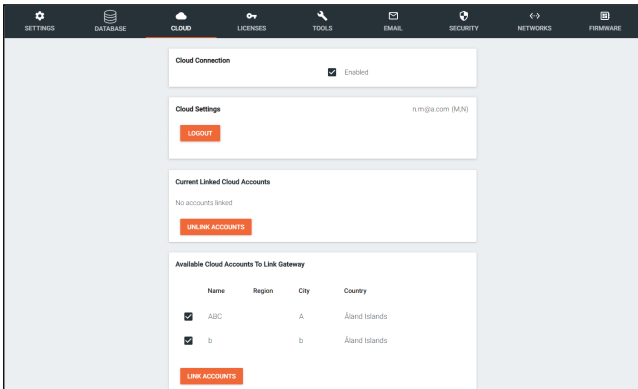 SETTINGS DATABASE CLOUD LICENSES TOOLS EMAIL SECURITY NETWORKS FIRMWARE
Cloud Connection
Enabled
Cloud Settings n.m@a.com (M.N)
LOGOUT
Current Linked Cloud Accounts
No accounts linked
UNLINK ACCOUNTS
Available Cloud Accounts To Link Gateway
Name Region City Country
ABC A Åland Islands
b b Åland Islands
LINK ACCOUNTS